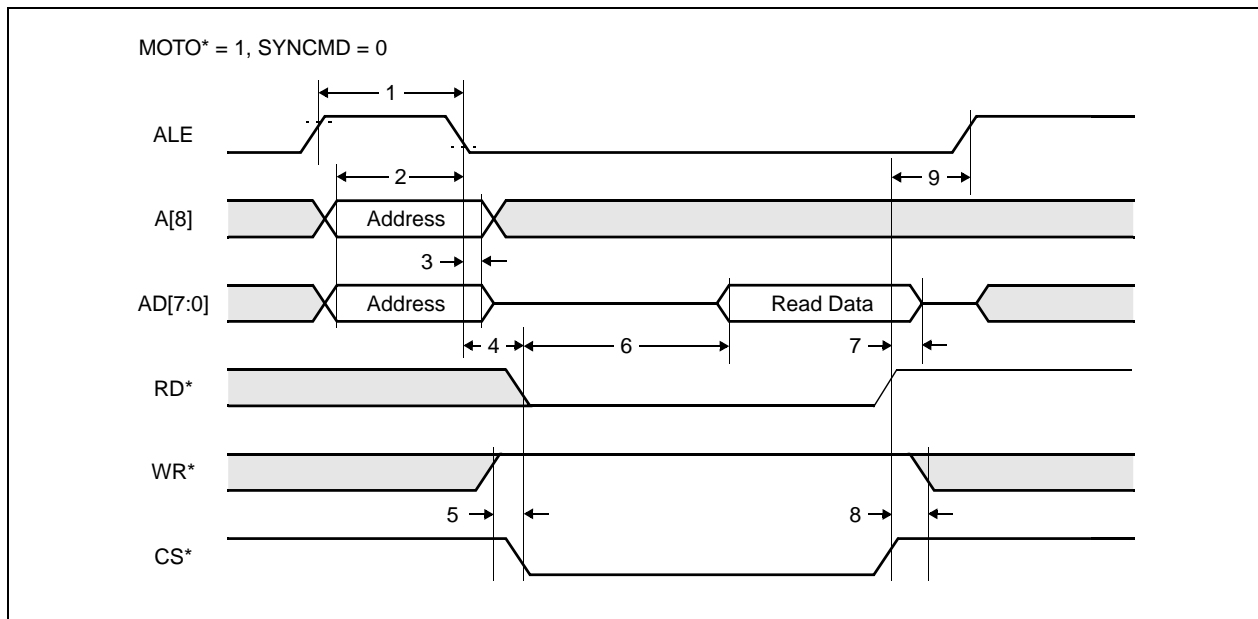 MOTO* = 1, SYNCMD = 0
1
ALE
2
9
A[8]
Address
3
AD[7:0]
Address
Read Data
4
6
7
RD*
WR*
5
8
CS*